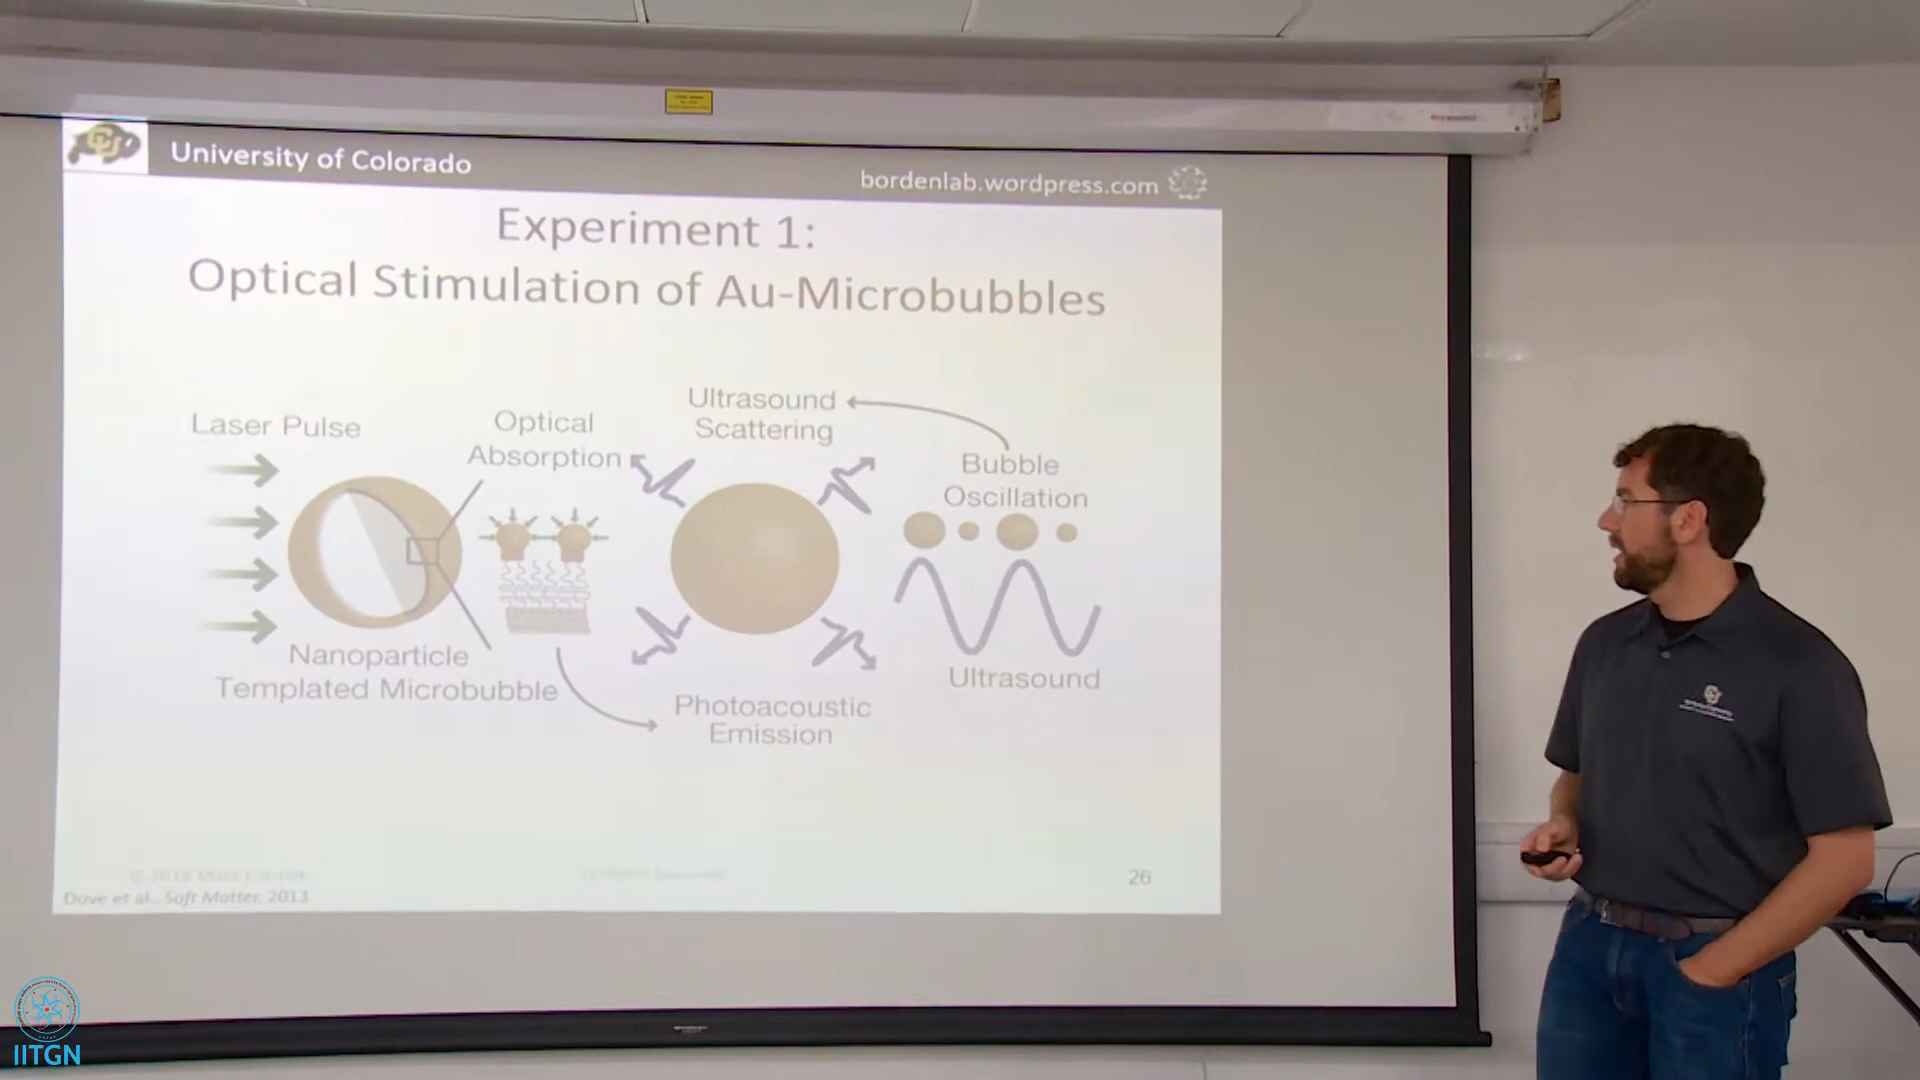 University of Colorado
bordenlab.wordpress.com
Experiment 1:
Optical Stimulation of Au-Microbubbles
Laser Pulse
Optical
Absorption
Ultrasound
Scattering
Bubble
Oscillation
Nanoparticle
Templated Microbubble
Photoacoustic
Emission
Ultrasound
26
Dove et al., Soft Matter, 2013
CU
IITGN